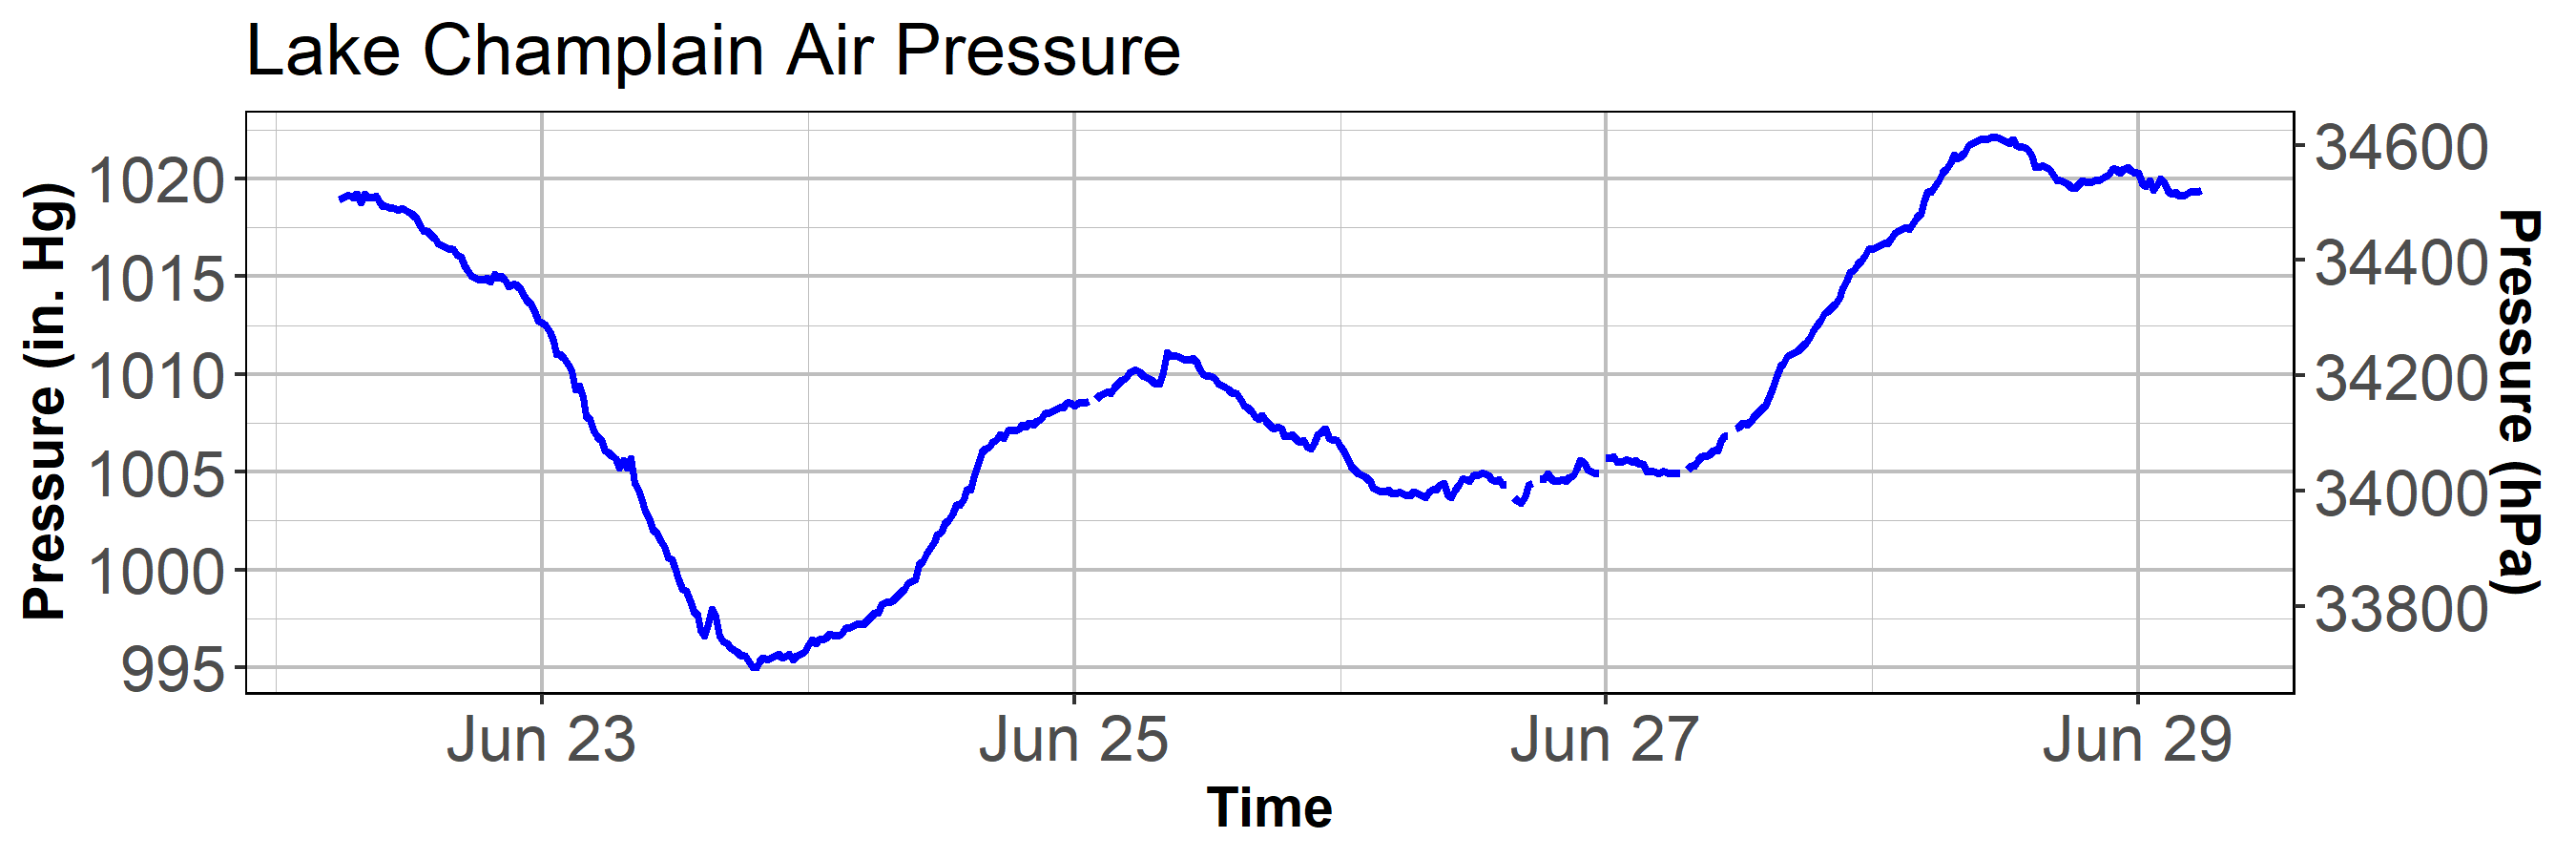 Lake Champlain Air Pressure
Pressure (in. Hg)
1020
1015
1010
1005
1000
995
34600
34400
34200
34000
33800
Pressure (hPa)
Jun 23
Jun 25
Jun 27
Jun 29
Time